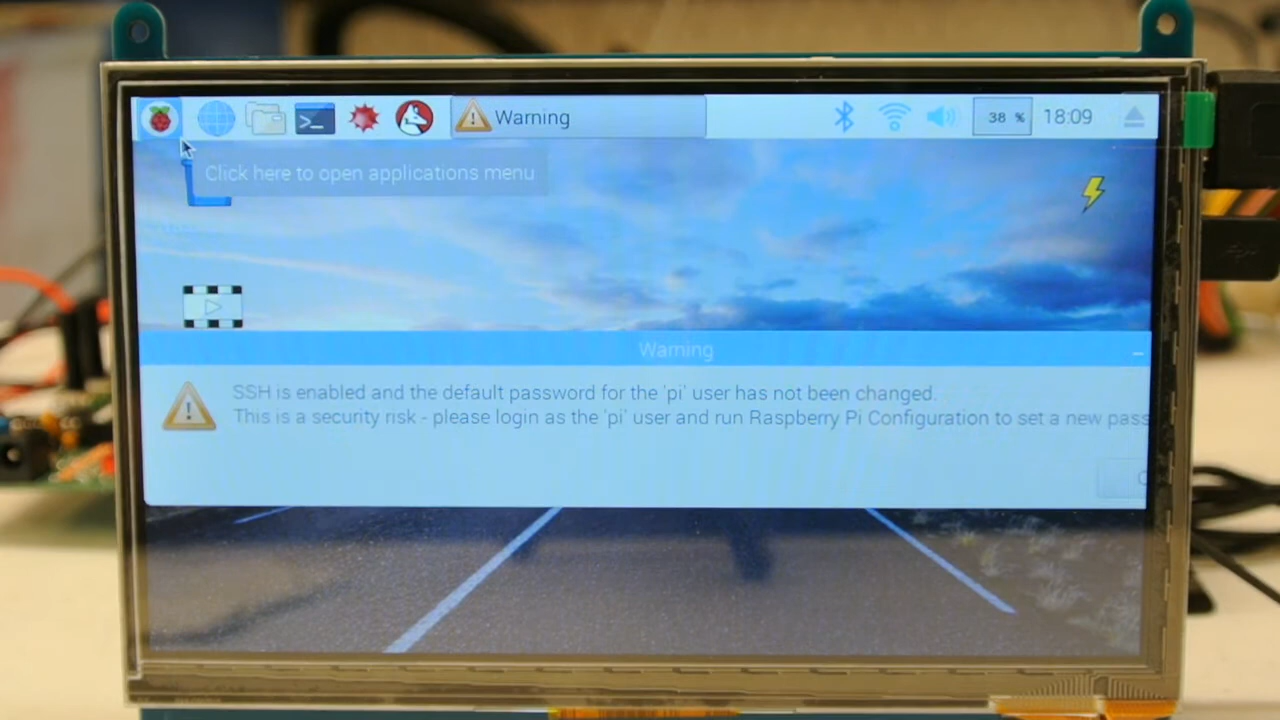 >_
Warning
38 %
18:09
Click here to open applications menu
Warning
SSH is enabled and the default password for the 'pi' user has not been changed.
This is a security risk - please login as the 'pi' user and run Raspberry Pi Configuration to set a new pass